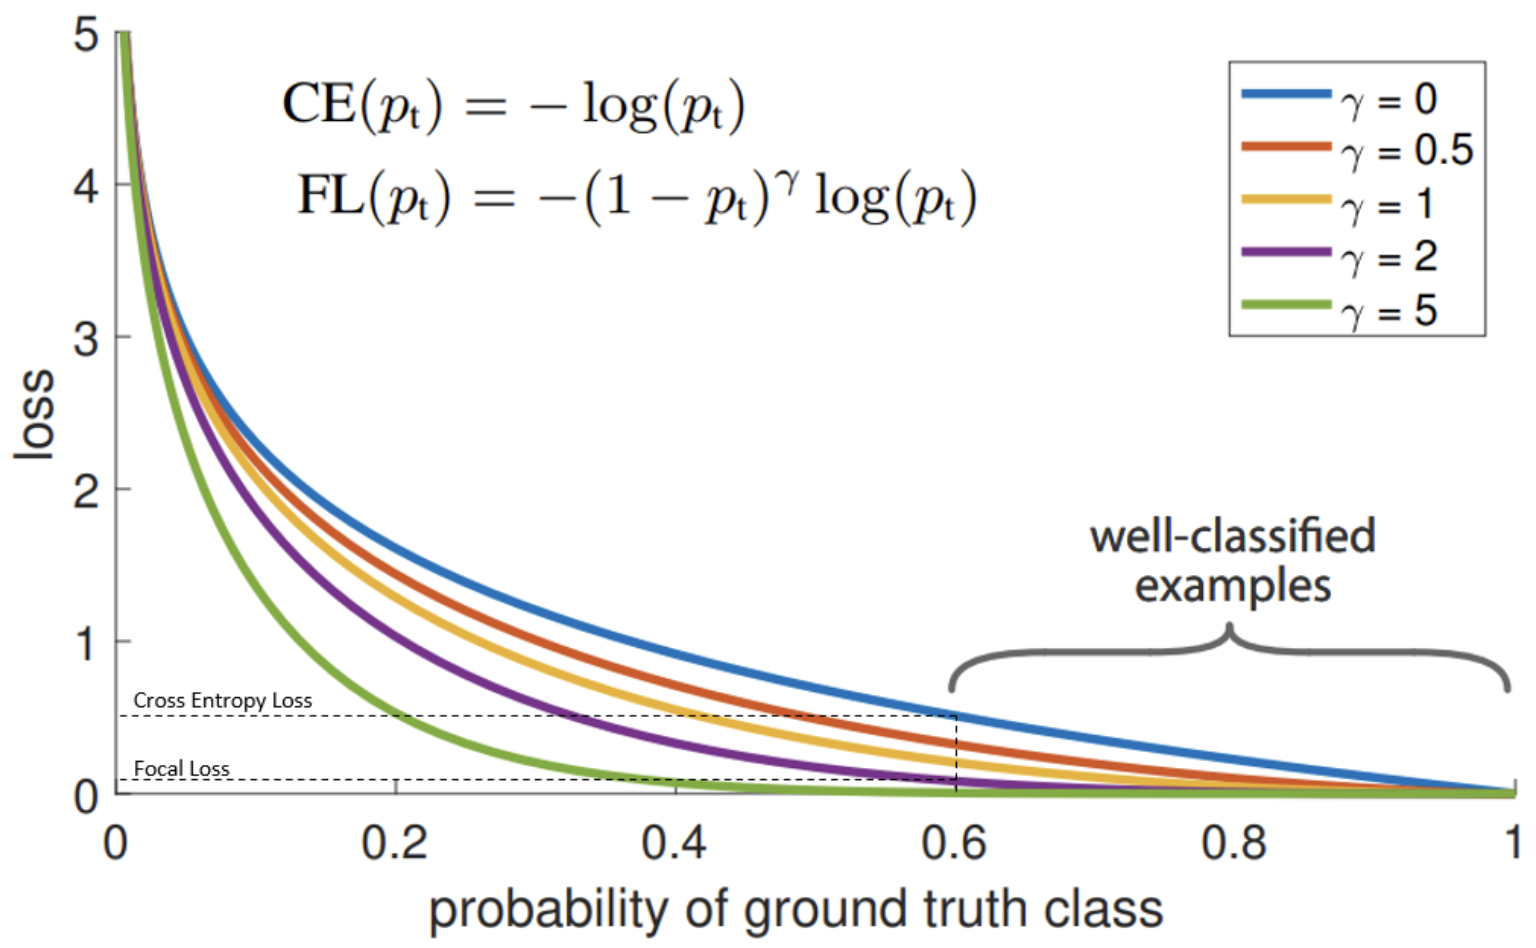 5
CE(pₜ) = − log(pₜ)
FL(pₜ) = −(1 − pₜ)^γ log(pₜ)
γ = 0
γ = 0.5
γ = 1
γ = 2
γ = 5
4
3
loss
2
well-classified
examples
1
Cross Entropy Loss
Focal Loss
0
0 0.2 0.4 0.6 0.8 1
probability of ground truth class